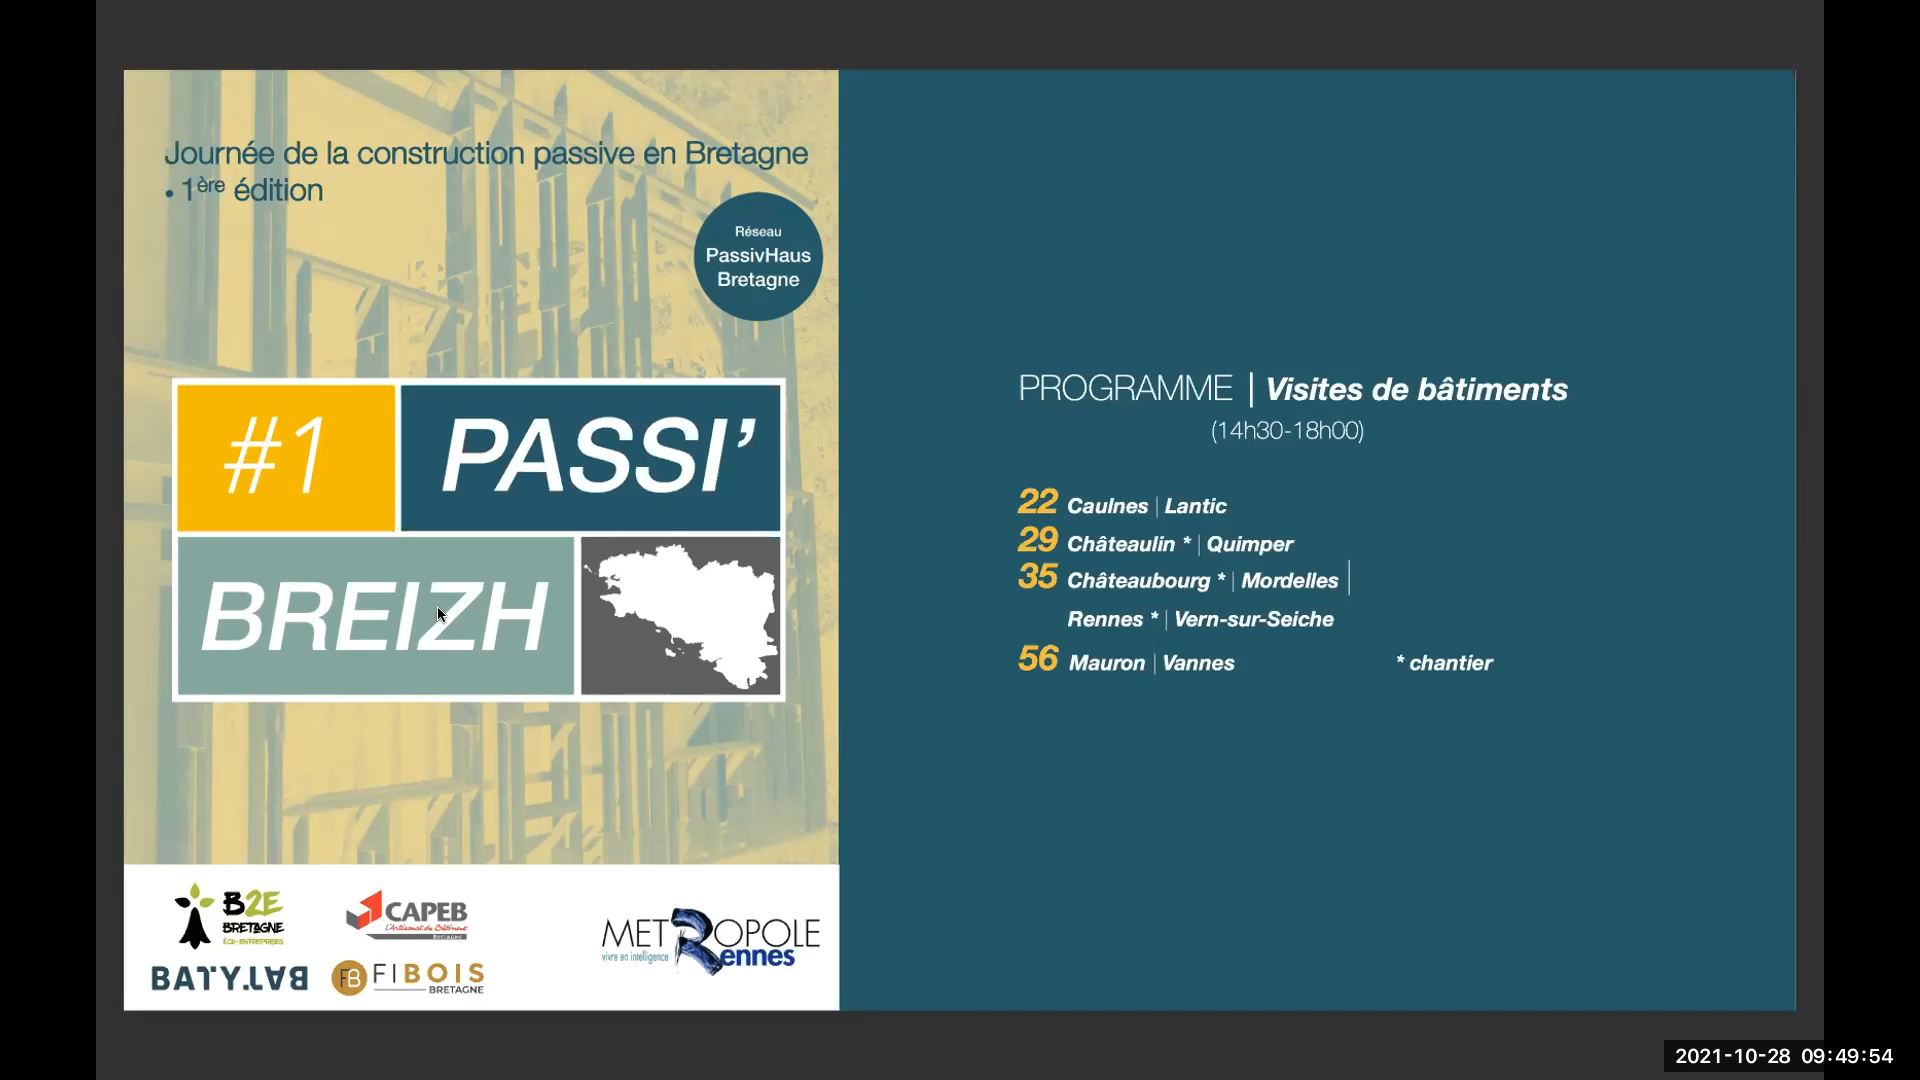 Journée de la construction passive en Bretagne
• 1ère édition
Réseau
PassivHaus
Bretagne
#1 PASSI’
BREIZH
PROGRAMME | Visites de bâtiments
(14h30-18h00)
22 Caulnes | Lantic
29 Châteaulin * | Quimper
35 Châteaubourg * | Mordelles |
Rennes * | Vern-sur-Seiche
56 Mauron | Vannes
* chantier
B2E
BRETAGNE
ÉCO-ENTREPRISES
CAPEB
L'Artisanat du Bâtiment
BRETAGNE
BATYLAB
FB FIBOIS
BRETAGNE
METROPOLE
vivre en intelligence
Rennes
2021-10-28 09:49:54